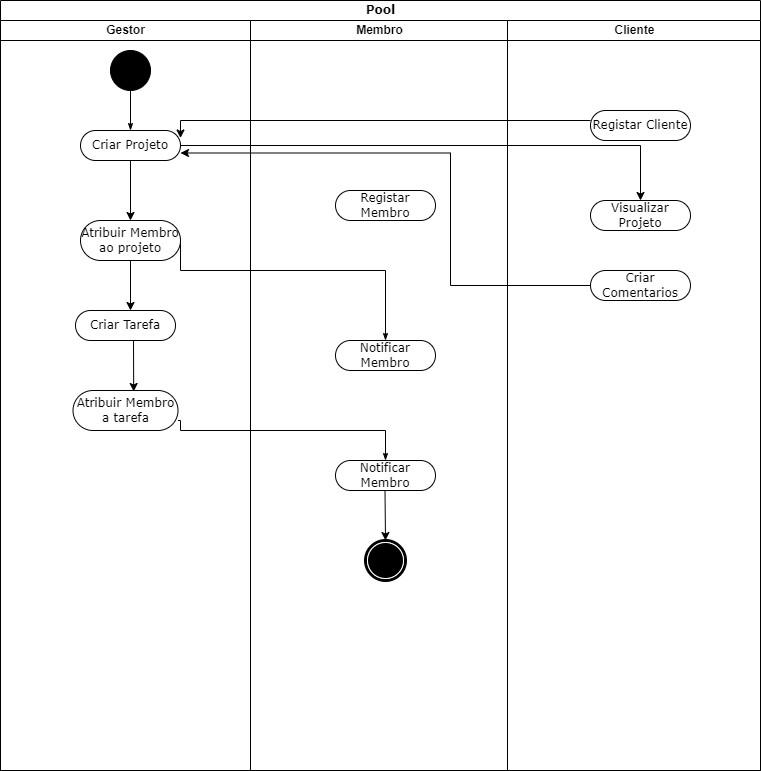 Pool
Gestor
Membro
Cliente
Registar Cliente
Criar Projeto
Registar
Membro
Visualizar
Projeto
Atribuir Membro
ao projeto
Criar
Comentarios
Criar Tarefa
Notificar
Membro
Atribuir Membro
a tarefa
Notificar
Membro